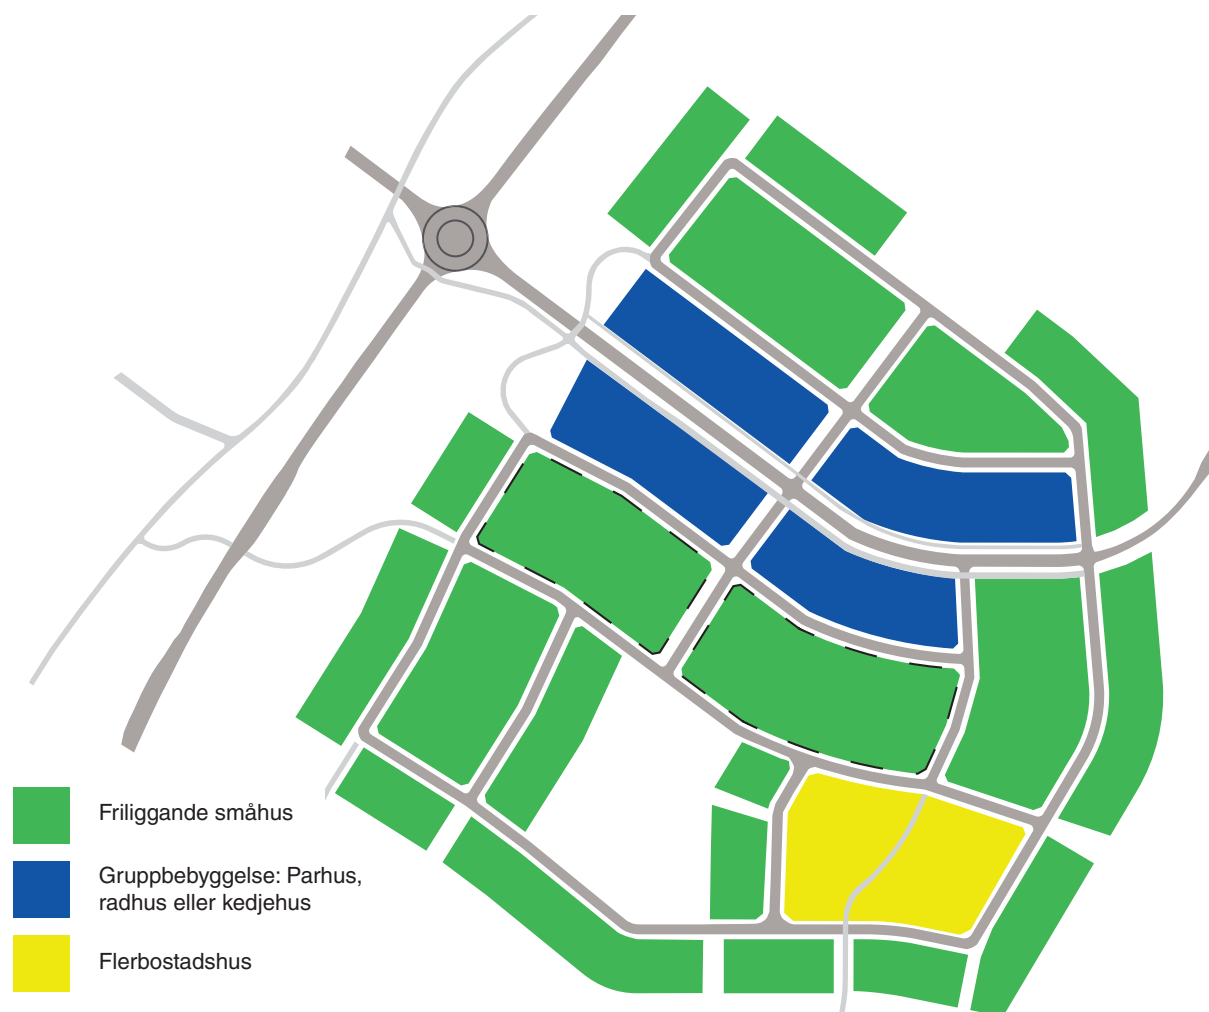 Friliggande småhus
Gruppbebyggelse: Parhus,
radhus eller kedjehus
Flerbostadshus